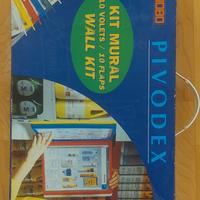 KIT MURAL
10 VOLETS / 10 FLAPS
WALL KIT
PIVODEX